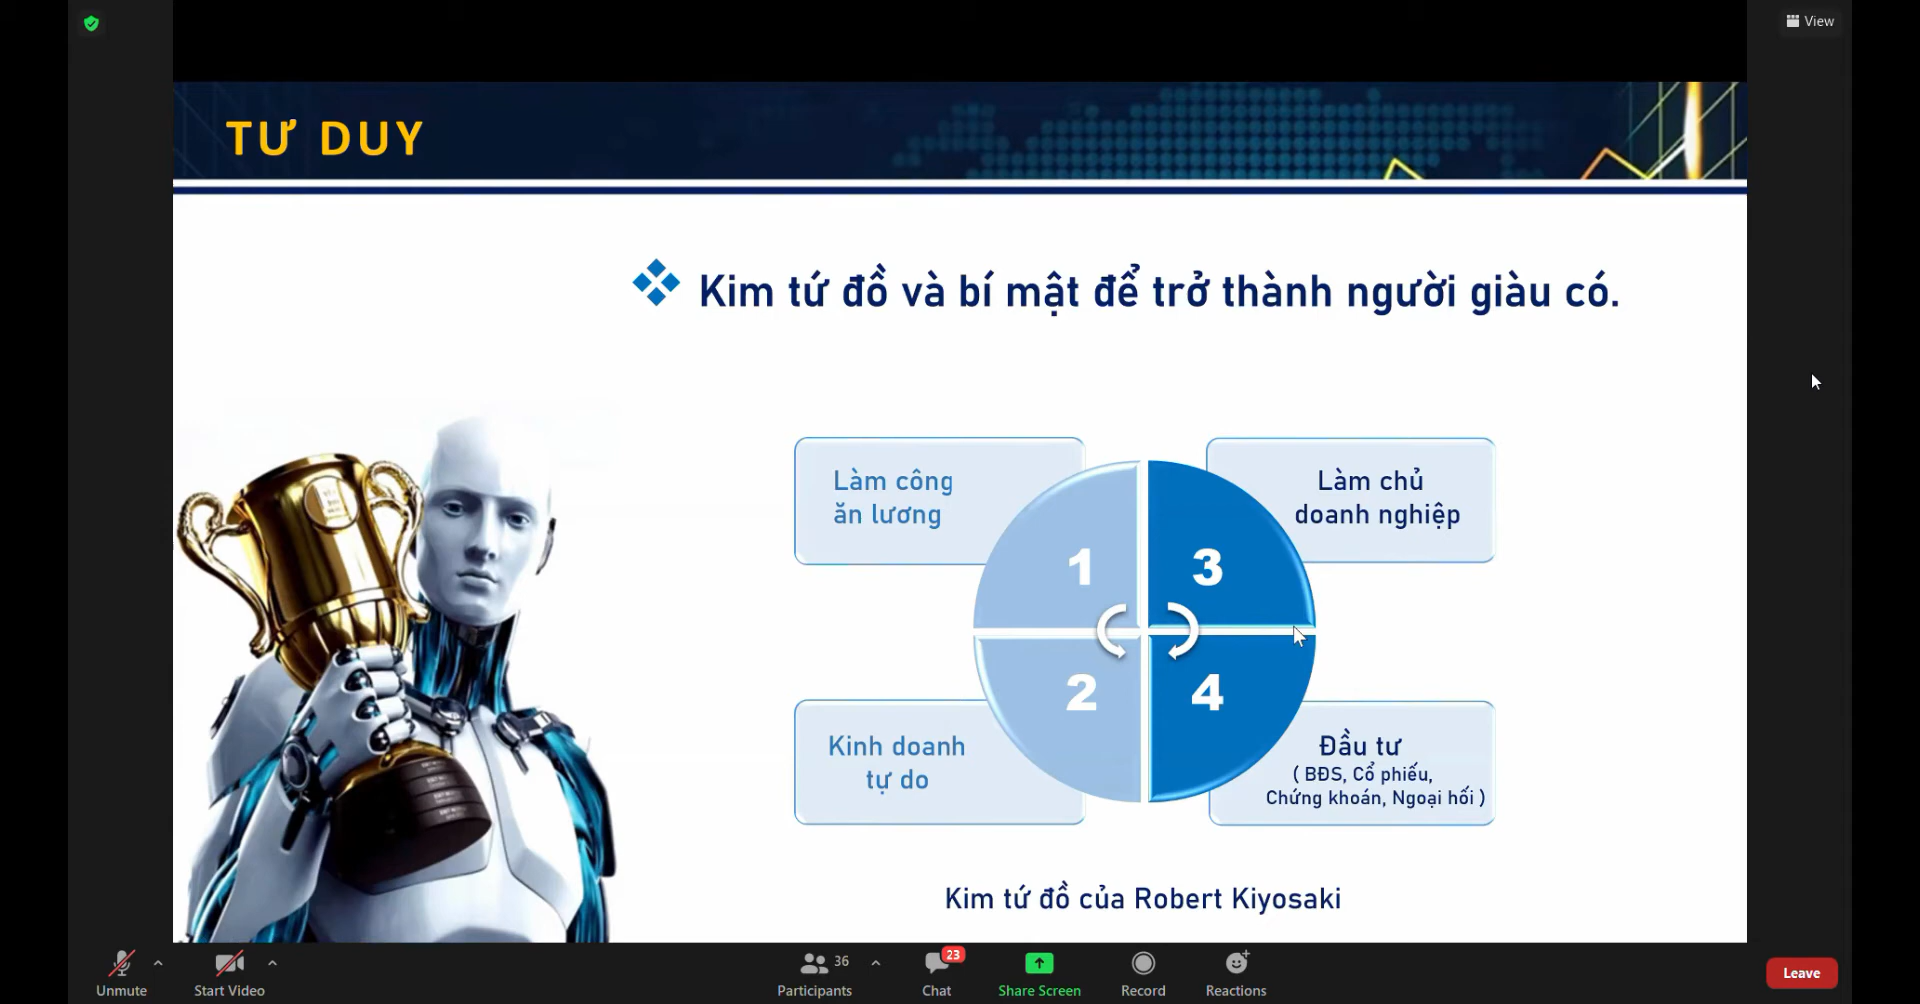 View
TƯ DUY
Kim tứ đồ và bí mật để trở thành người giàu có.
Làm công
ăn lương
Làm chủ
doanh nghiệp
1
3
2
4
Kinh doanh
tự do
Đầu tư
( BĐS, Cổ phiếu,
Chứng khoán, Ngoại hối )
Kim tứ đồ của Robert Kiyosaki
Unmute
Start Video
36
Participants
23
Chat
Share Screen
Record
Reactions
Leave